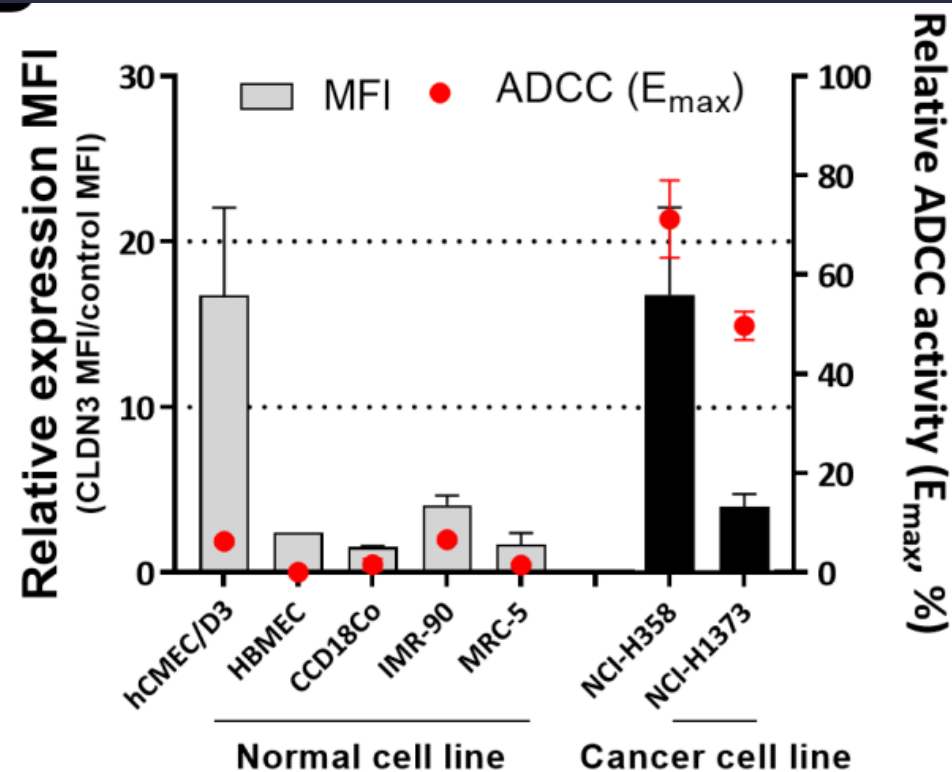 Relative expression MFI
(CLDN3 MFI/control MFI)
MFI
ADCC (Emax)
30
20
10
0
100
80
60
40
20
0
Relative ADCC activity (Emax, %)
hCMEC/D3
HBMEC
CCD18Co
IMR-90
MRC-5
NCI-H358
NCI-H1373
Normal cell line
Cancer cell line